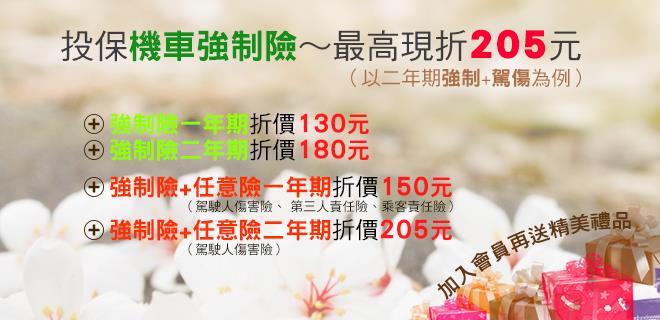 投保機車強制險～最高現折205元
（以二年期強制+駕傷為例）
強制險一年期折價130元
強制險二年期折價180元
強制險+任意險一年期折價150元
（駕駛人傷害險、第三人責任險、乘客責任險）
強制險+任意險二年期折價205元
（駕駛人傷害險）
加入會員再送精美禮品